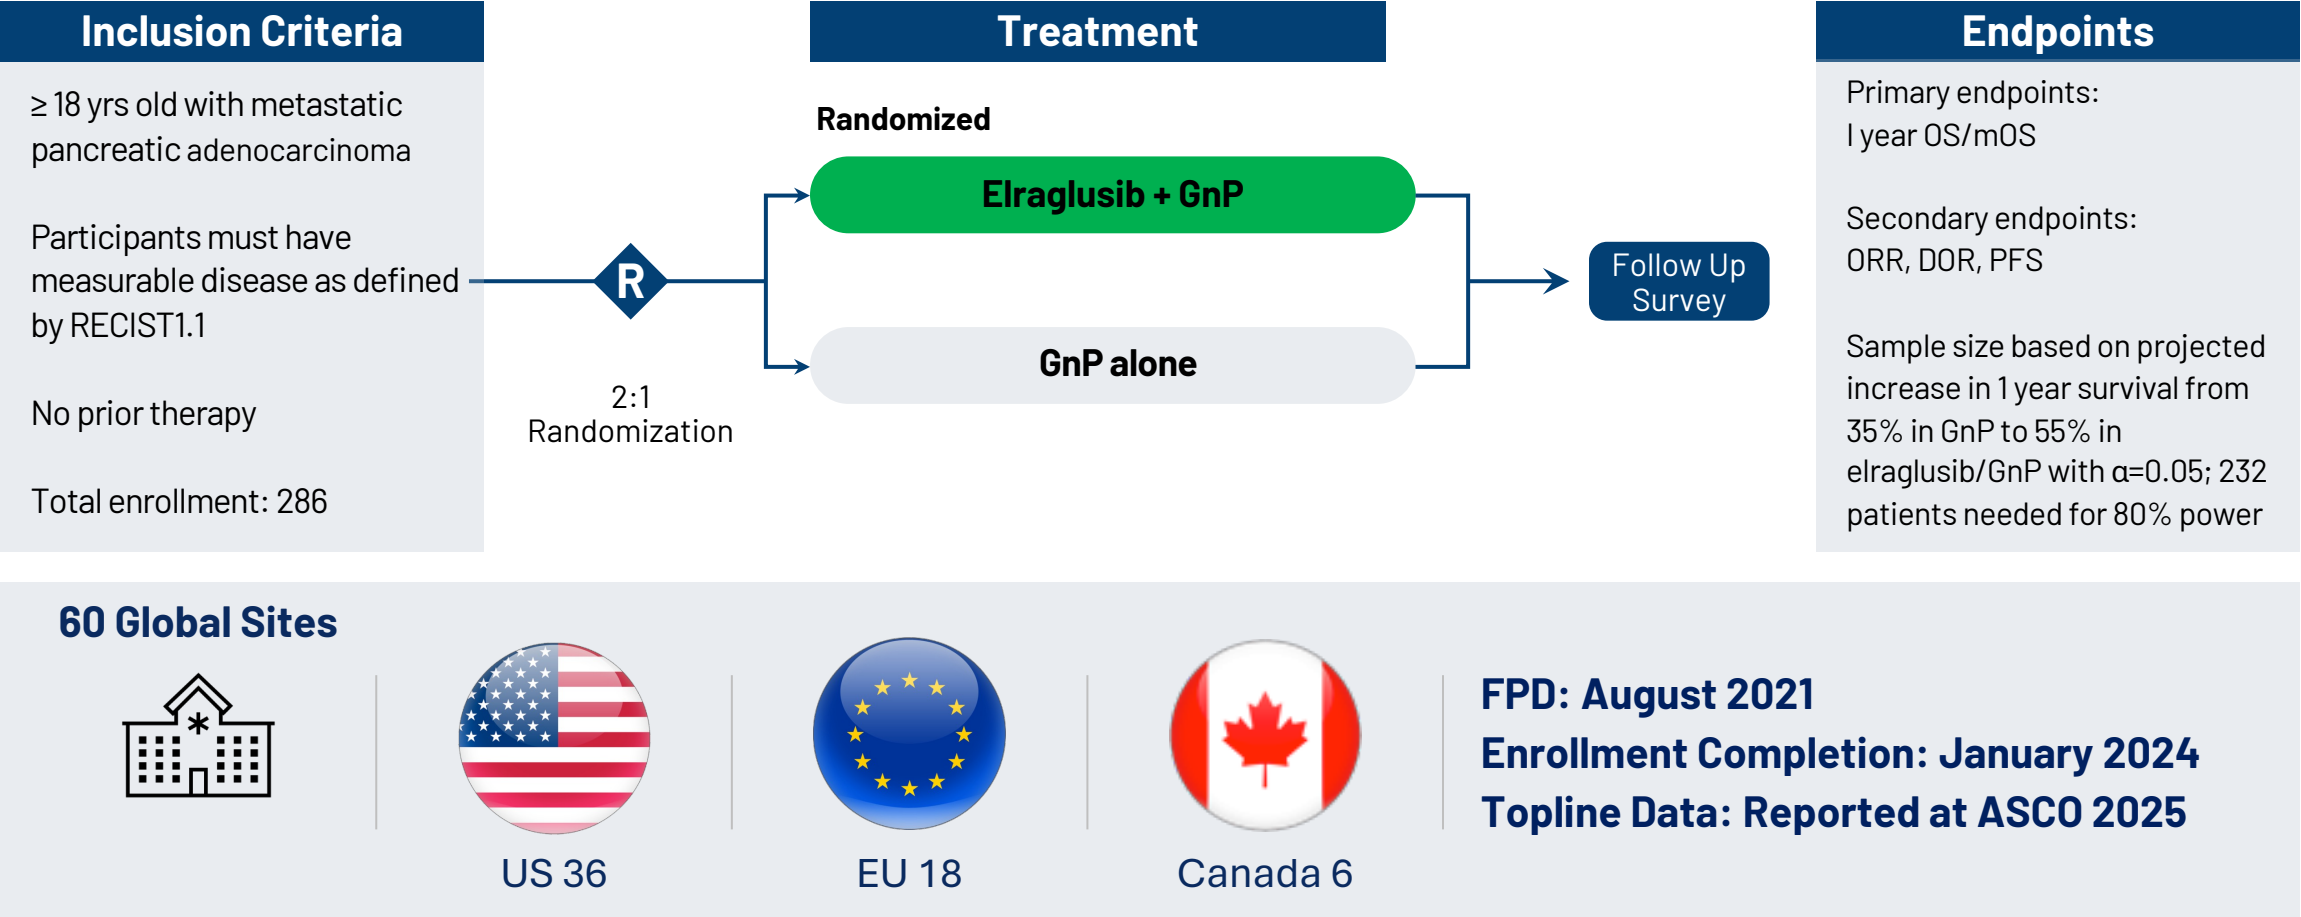 Inclusion Criteria
≥ 18 yrs old with metastatic
pancreatic adenocarcinoma
Participants must have
measurable disease as defined
by RECIST1.1
No prior therapy
Total enrollment: 286
R
2:1
Randomization
Treatment
Randomized
Elraglusib + GnP
GnP alone
Follow Up
Survey
Endpoints
Primary endpoints:
I year OS/mOS
Secondary endpoints:
ORR, DOR, PFS
Sample size based on projected
increase in 1 year survival from
35% in GnP to 55% in
elraglusib/GnP with α=0.05; 232
patients needed for 80% power
60 Global Sites
US 36
EU 18
Canada 6
FPD: August 2021
Enrollment Completion: January 2024
Topline Data: Reported at ASCO 2025